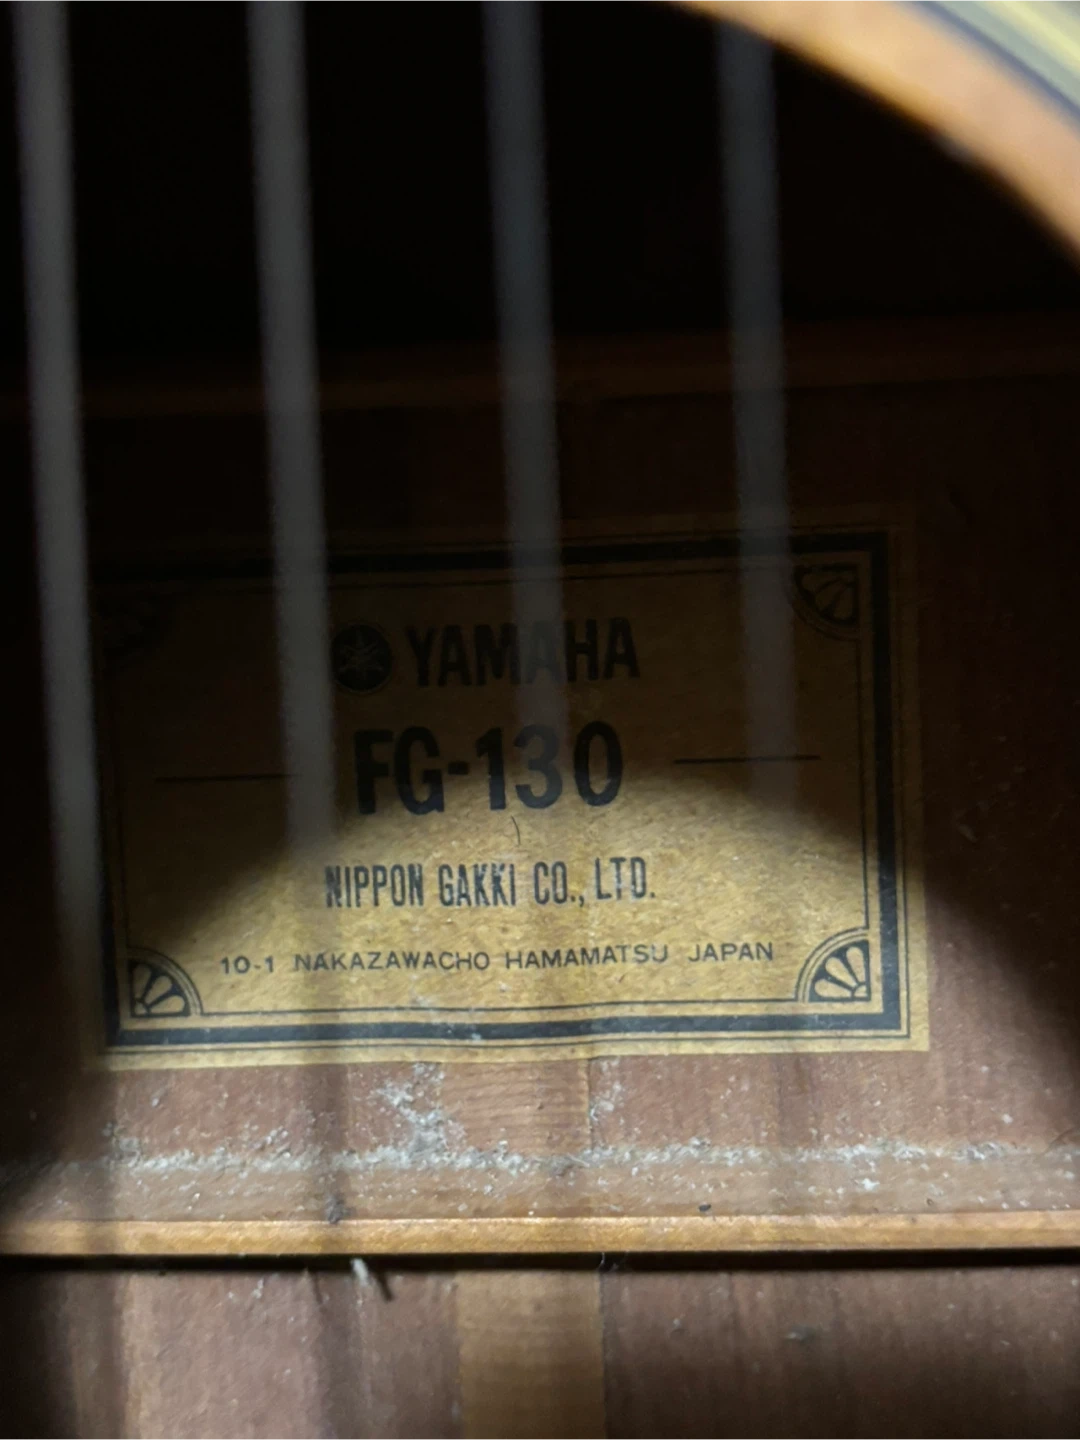 YAMAHA
FG-130
NIPPON GAKKI CO., LTD.
10-1 NAKAZAWACHO HAMAMATSU JAPAN